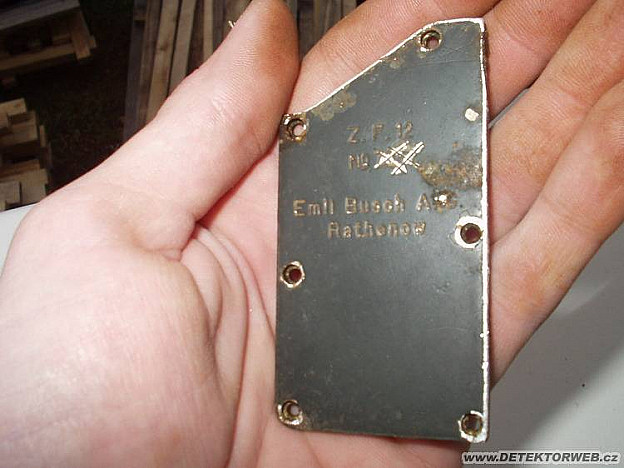 Z. F. 12
№
Emil Busch A.G.
Rathenow
© www.DETEKTORWEB.cz